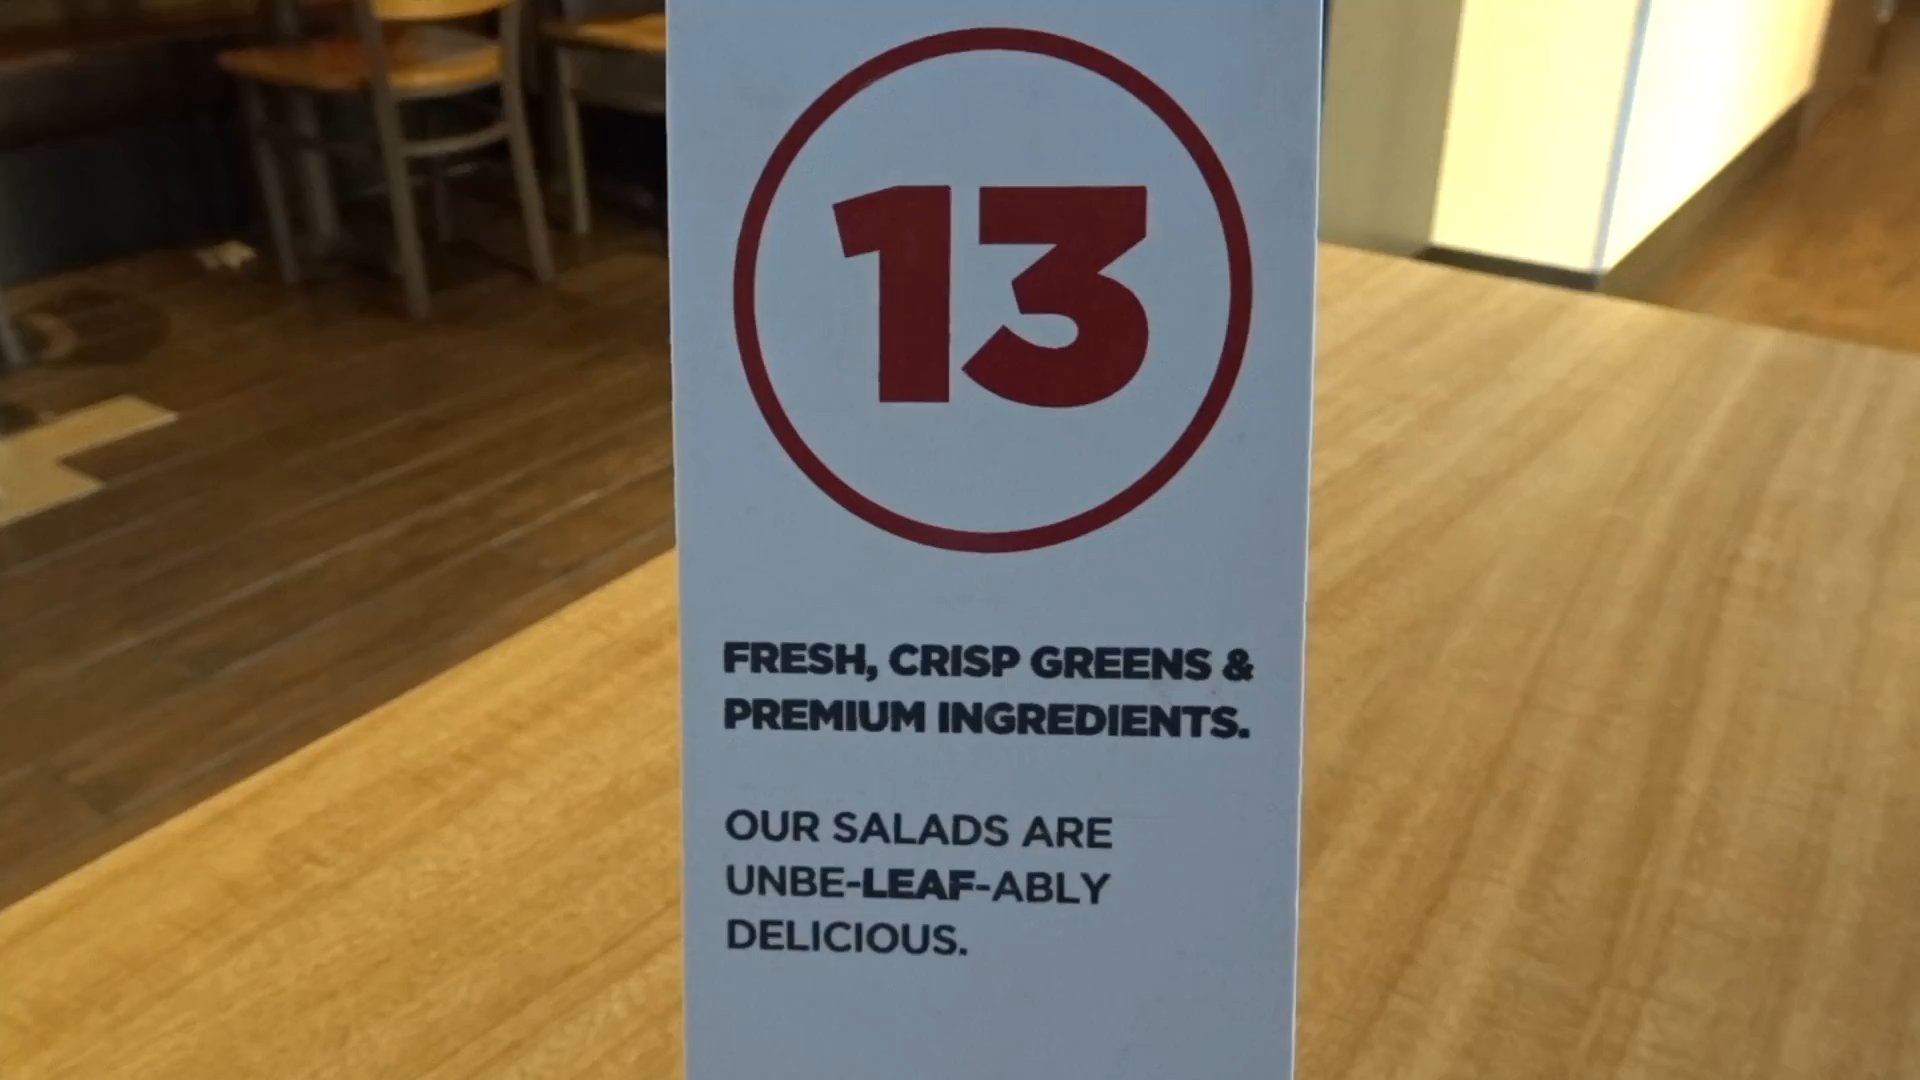 13
FRESH, CRISP GREENS &
PREMIUM INGREDIENTS.
OUR SALADS ARE
UNBE-LEAF-ABLY
DELICIOUS.